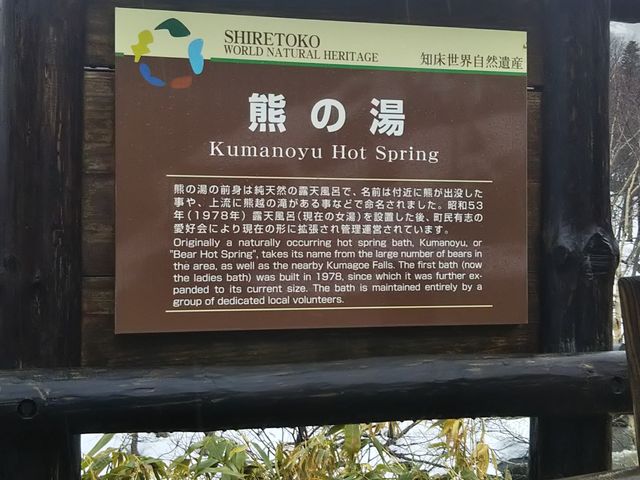 SHIRETOKO
WORLD NATURAL HERITAGE
知床世界自然遺産
熊の湯
Kumanoyu Hot Spring
熊の湯の前身は純天然の露天風呂で、名前は付近に熊が出没した
事や、上流に熊越の滝がある事などで命名されました。昭和53
年(1978年)露天風呂(現在の女湯)を設置した後、町民有志の
愛好会により現在の形に拡張され管理運営されています。
Originally a naturally occurring hot spring bath, Kumanoyu, or
"Bear Hot Spring", takes its name from the large number of bears in
the area, as well as the nearby Kumagoe Falls. The first bath (now
the ladies bath) was built in 1978, since which it was further ex-
panded to its current size. The bath is maintained entirely by a
group of dedicated local volunteers.